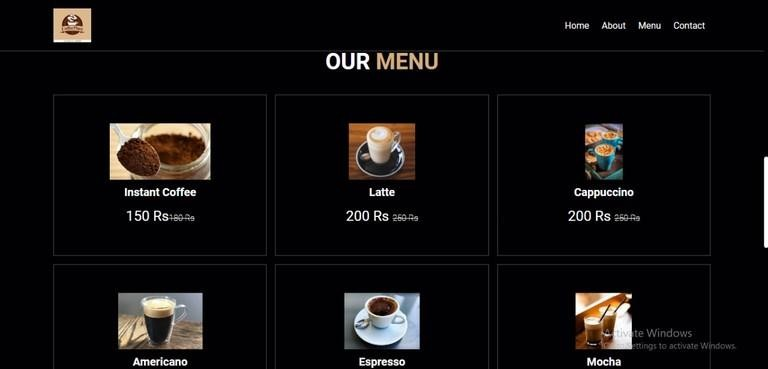 Home About Menu Contact
OUR MENU
Instant Coffee Latte Cappuccino
150 Rs 180 Rs 200 Rs 250 Rs 200 Rs 250 Rs
Activate Windows
Go to Settings to activate Windows.
Americano Espresso Mocha